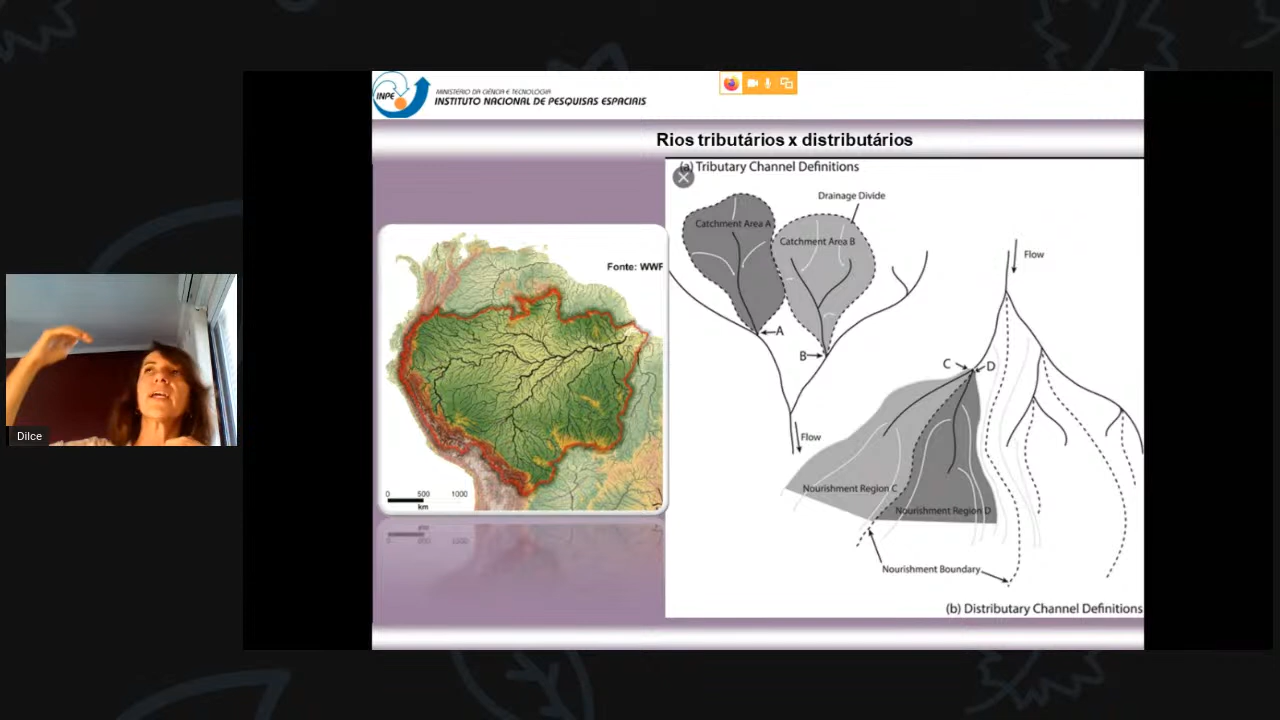 INPE
MINISTÉRIO DA CIÊNCIA E TECNOLOGIA
INSTITUTO NACIONAL DE PESQUISAS ESPACIAIS
Rios tributários x distributários
(a) Tributary Channel Definitions
Drainage Divide
Catchment Area A
Catchment Area B
Fonte: WWF
Flow
A
B
C
D
Flow
Nourishment Region C
Nourishment Region D
0 500 1000
km
Nourishment Boundary
(b) Distributary Channel Definitions
Dilce